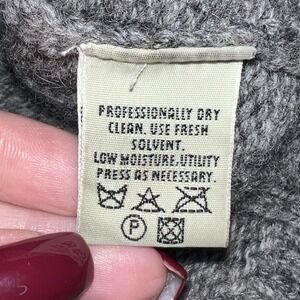 PROFESSIONALLY DRY
CLEAN. USE FRESH
SOLVENT.
LOW MOISTURE.UTILITY
PRESS AS NECESSARY.
P